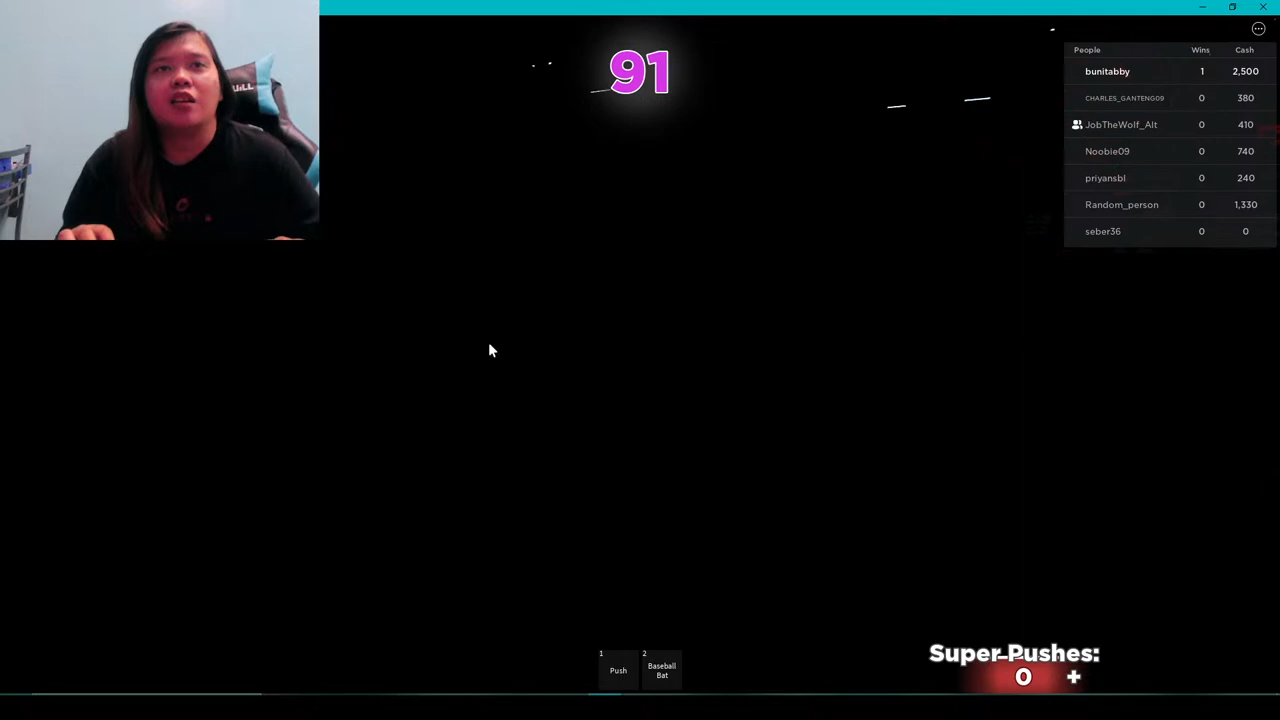 91
People Wins Cash
bunitabby 1 2,500
CHARLES_GANTENG09 0 380
JobTheWolf_Alt 0 410
Noobie09 0 740
priyansbl 0 240
Random_person 0 1,330
seber36 0 0
1 2
Push Baseball
Bat
Super Pushes:
0 +